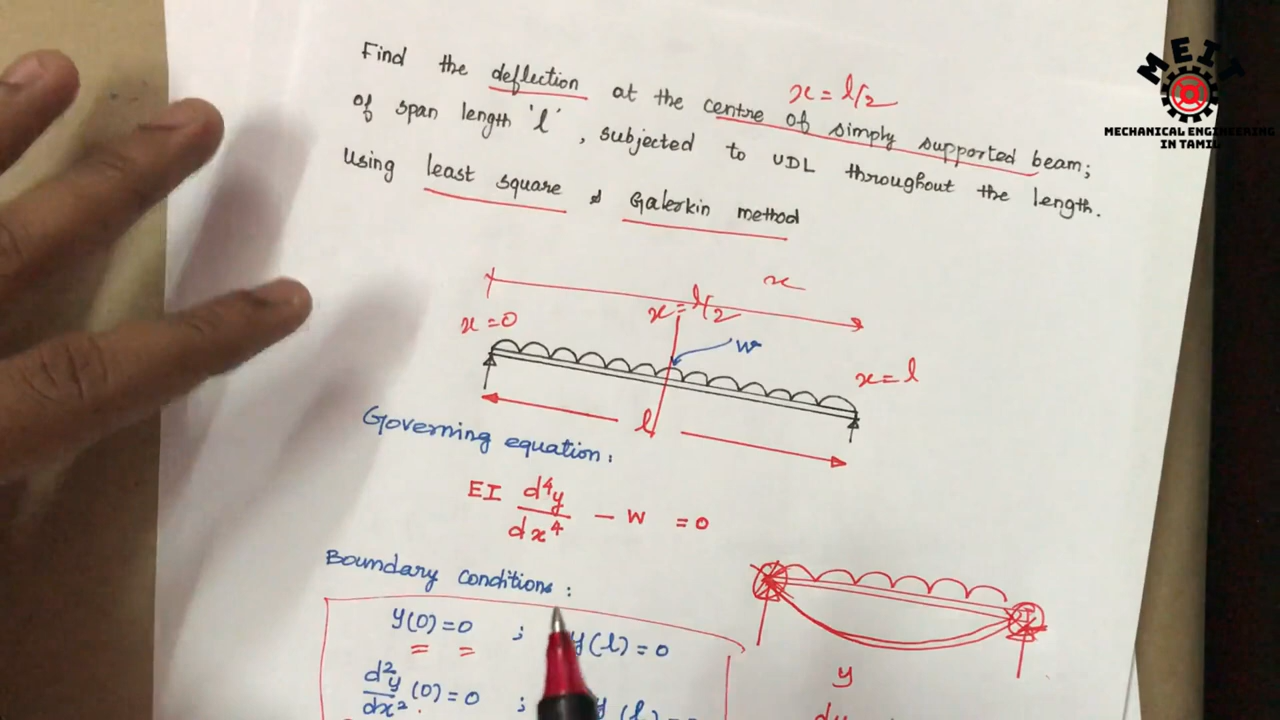 Find the deflection at the centre of simply supported beam;
x = l/2
of span length 'l', subjected to UDL throughout the length.
Using least square & Galerkin method
x
x = 0
x = l/2
w
x = l
l
Governing equation:
EI d⁴y/dx⁴ - w = 0
Boundary conditions:
y(0) = 0 ; y(l) = 0
d²y/dx² (0) = 0 ; y (l)
y
dy
MEIT
MECHANICAL ENGINEERING
IN TAMIL